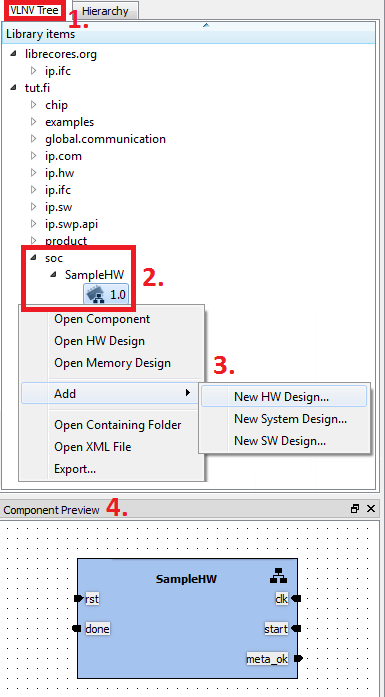 VLNV Tree
Hierarchy
1.
Library items
librecores.org
ip.ifc
tut.fi
chip
examples
global.communication
ip.com
ip.hw
ip.ifc
ip.sw
ip.swp.api
product
soc
SampleHW
2.
1.0
Open Component
Open HW Design
Open Memory Design
3.
Add
New HW Design...
New System Design...
New SW Design...
Open Containing Folder
Open XML File
Export...
Component Preview
4.
SampleHW
rst
clk
done
start
meta_ok